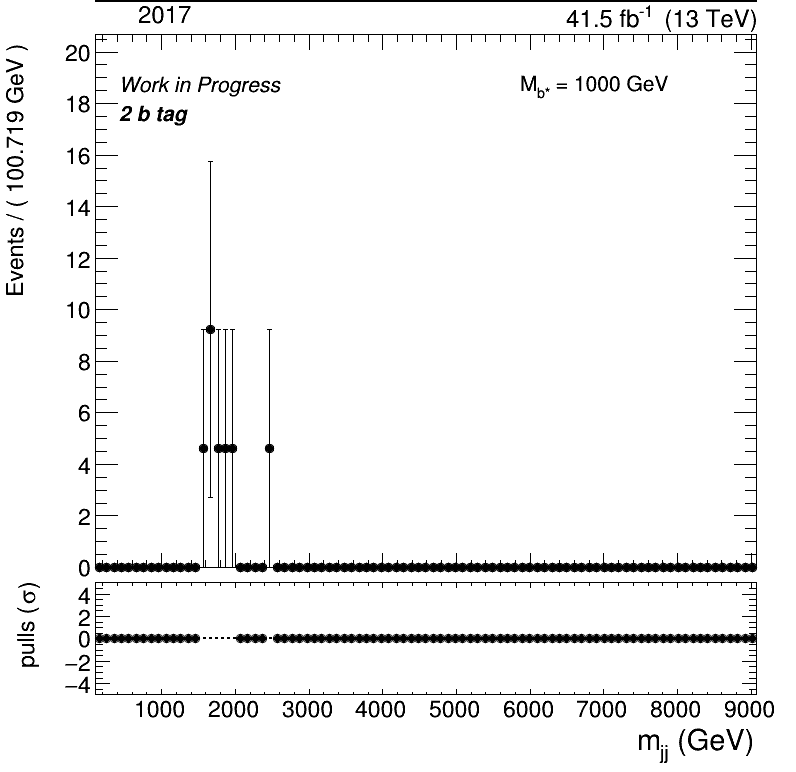 2017 41.5 fb⁻¹ (13 TeV)
Work in Progress
2 b tag
M_b* = 1000 GeV
Events / ( 100.719 GeV )
20
18
16
14
12
10
8
6
4
2
0
pulls (σ)
4
2
0
−2
−4
1000 2000 3000 4000 5000 6000 7000 8000 9000
m_jj (GeV)